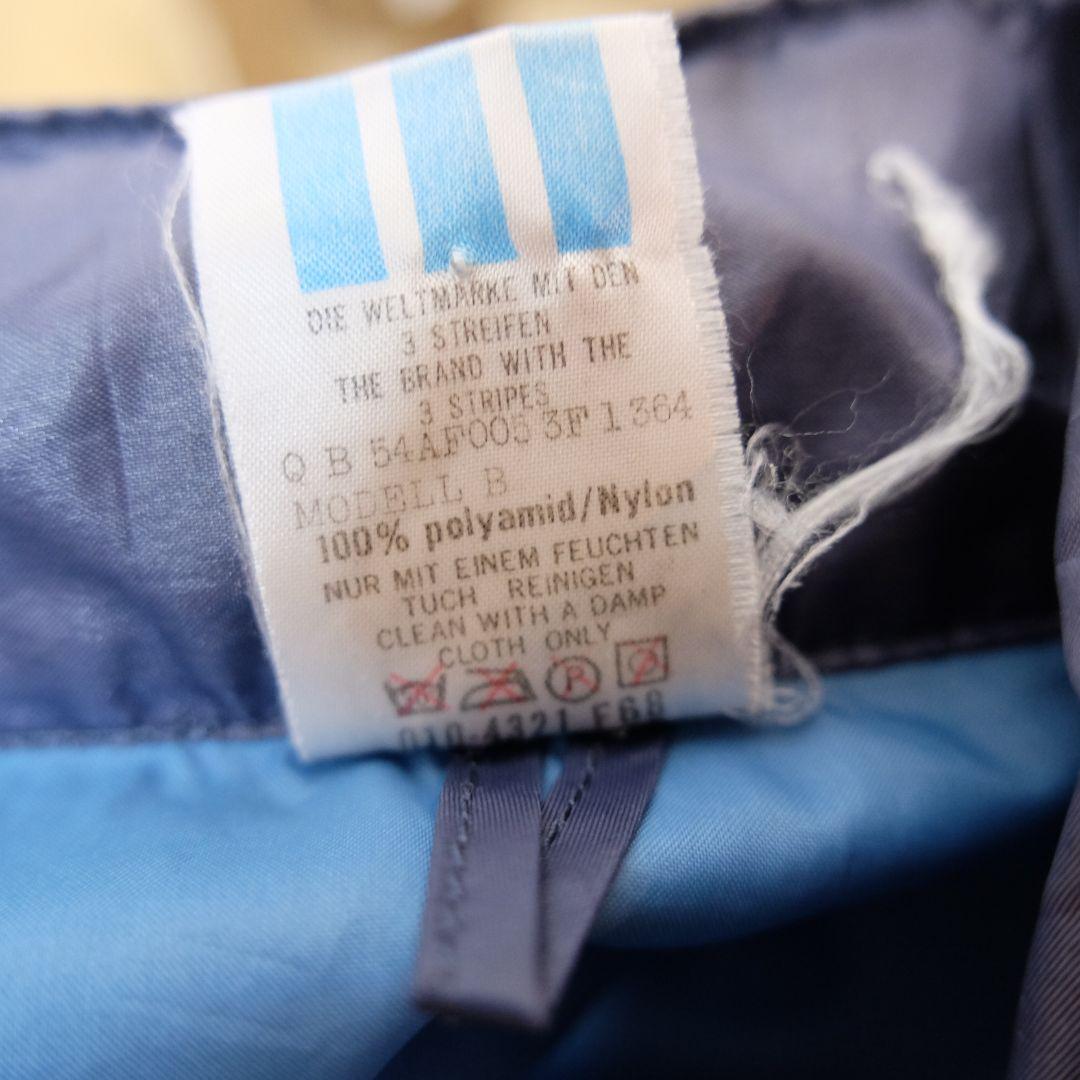 DIE WELTMARKE MIT DEN
3 STREIFEN
THE BRAND WITH THE
3 STRIPES
Q B 54AF005 3F 1364
MODELL B
100% polyamid/Nylon
NUR MIT EINEM FEUCHTEN
TUCH REINIGEN
CLEAN WITH A DAMP
CLOTH ONLY
P
010 4321 E68